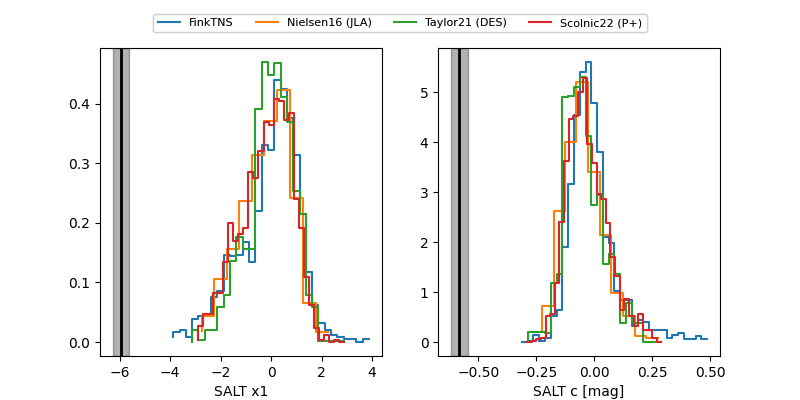 FinkTNS Nielsen16 (JLA) Taylor21 (DES) Scolnic22 (P+)
0.4
0.3
0.2
0.1
0.0
−6 −4 −2 0 2 4
SALT x1
5
4
3
2
1
0
−0.50 −0.25 0.00 0.25 0.50
SALT c [mag]